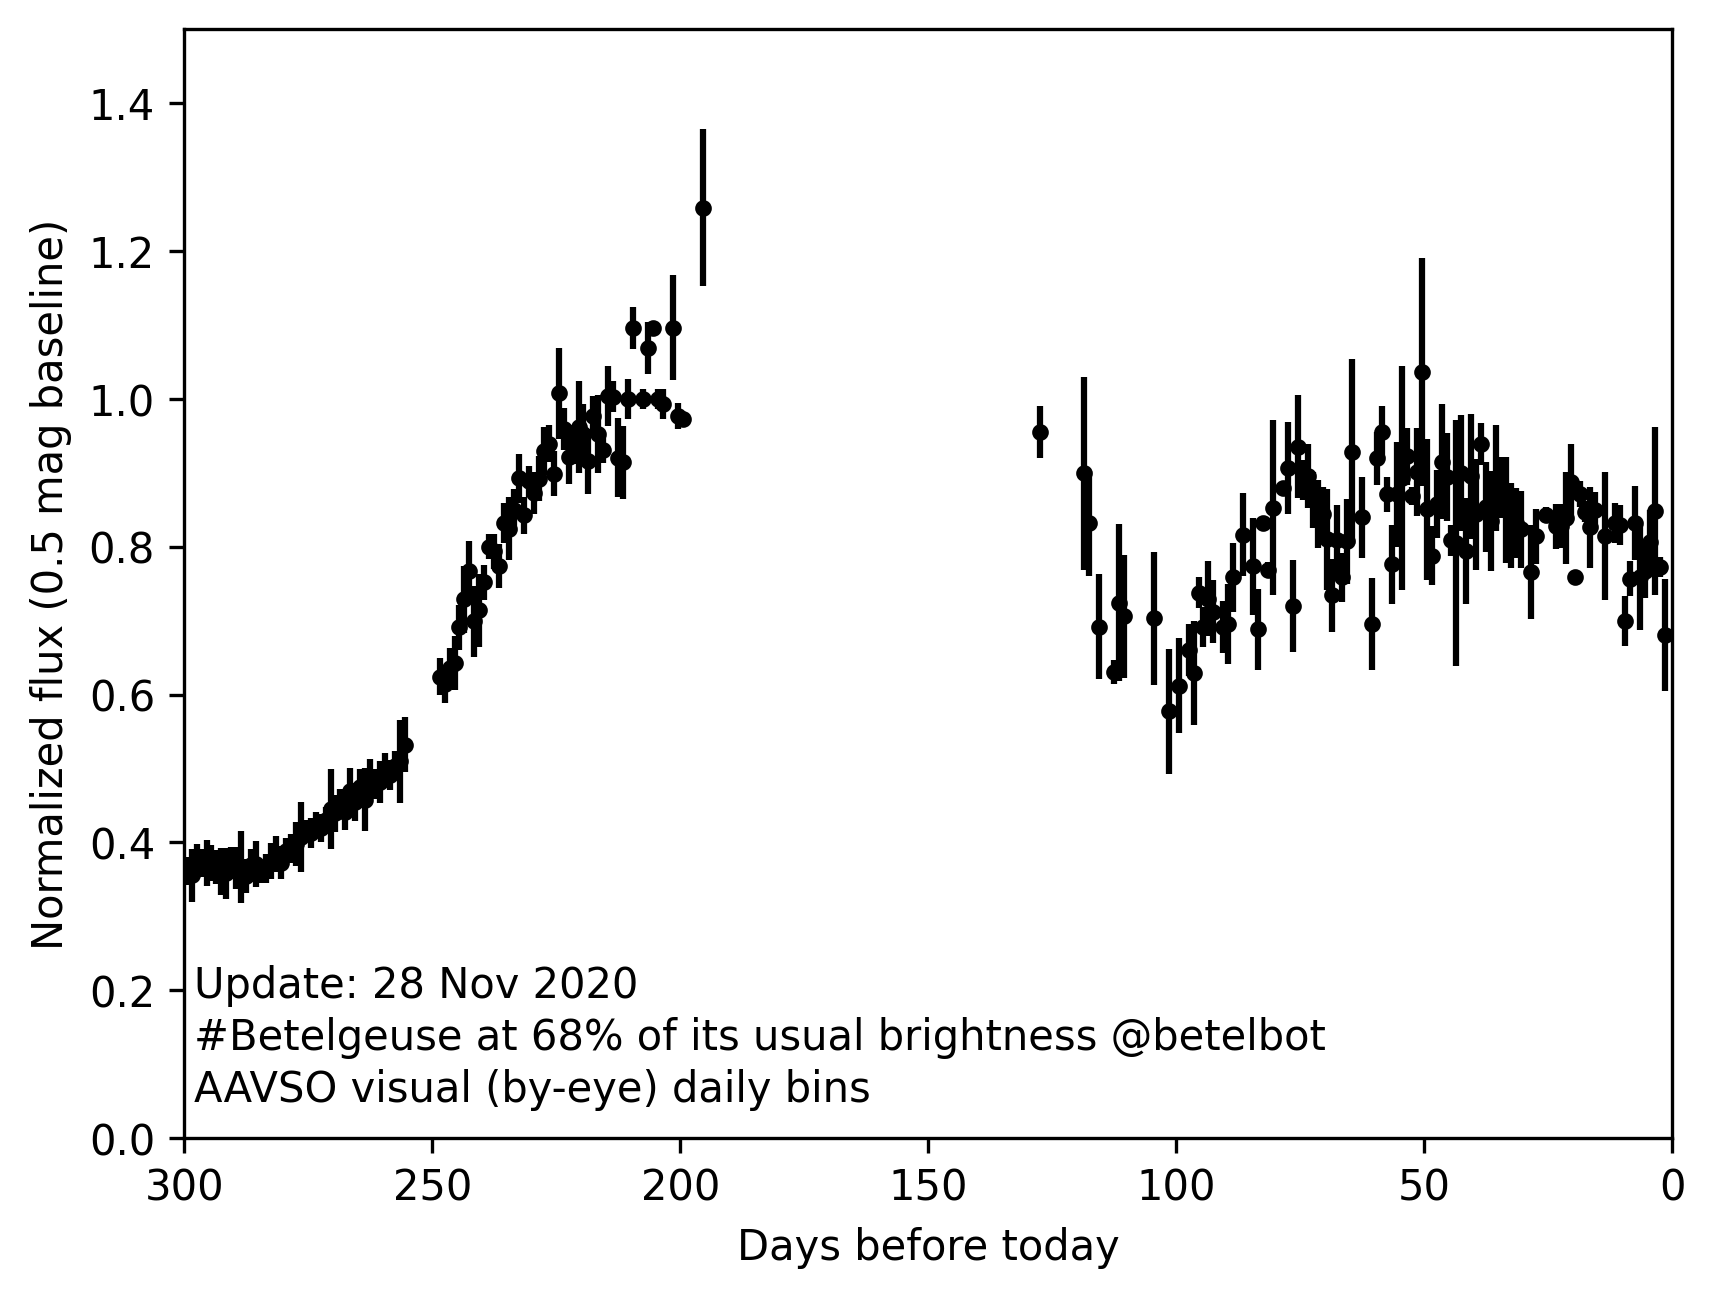 1.4
1.2
1.0
0.8
0.6
0.4
0.2
0.0
Normalized flux (0.5 mag baseline)
Update: 28 Nov 2020
#Betelgeuse at 68% of its usual brightness @betelbot
AAVSO visual (by-eye) daily bins
300 250 200 150 100 50 0
Days before today